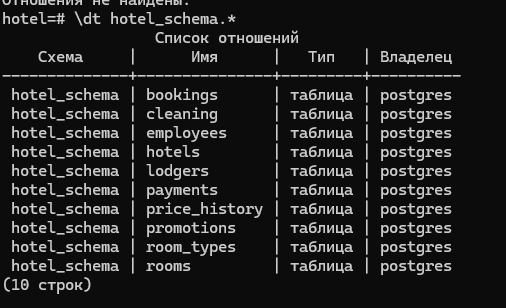 Отношения не найдены.
hotel=# \dt hotel_schema.*
Список отношений
Схема | Имя | Тип | Владелец
--------------+---------------+---------+----------
hotel_schema | bookings | таблица | postgres
hotel_schema | cleaning | таблица | postgres
hotel_schema | employees | таблица | postgres
hotel_schema | hotels | таблица | postgres
hotel_schema | lodgers | таблица | postgres
hotel_schema | payments | таблица | postgres
hotel_schema | price_history | таблица | postgres
hotel_schema | promotions | таблица | postgres
hotel_schema | room_types | таблица | postgres
hotel_schema | rooms | таблица | postgres
(10 строк)